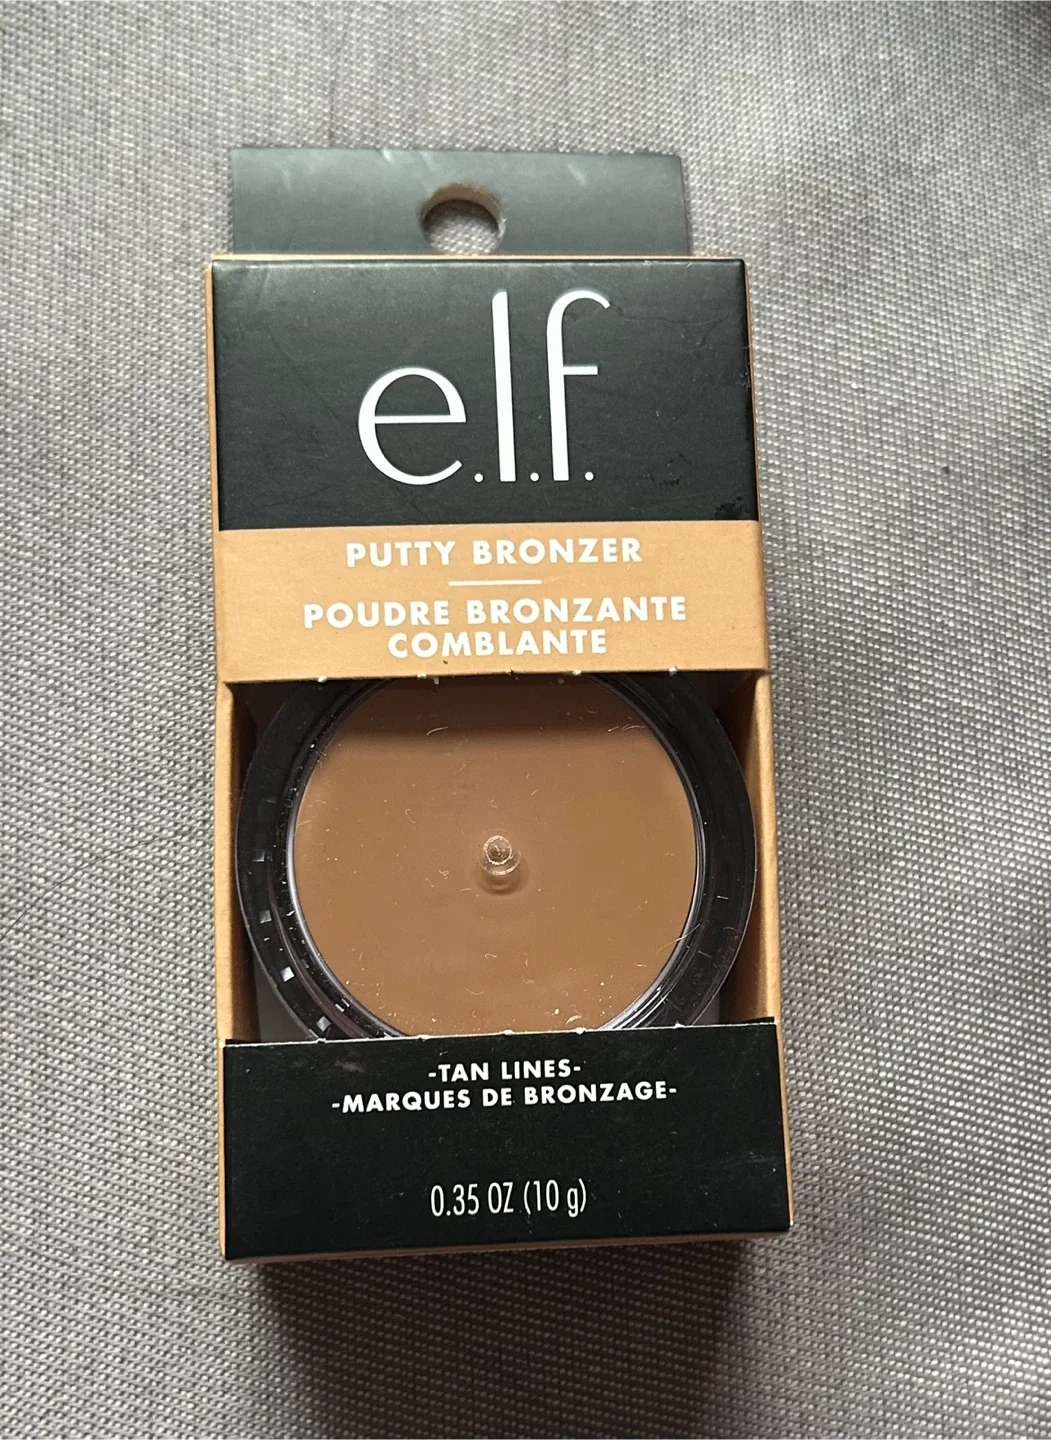 e.l.f.
PUTTY BRONZER
POUDRE BRONZANTE
COMBLANTE
-TAN LINES-
-MARQUES DE BRONZAGE-
0.35 OZ (10 g)